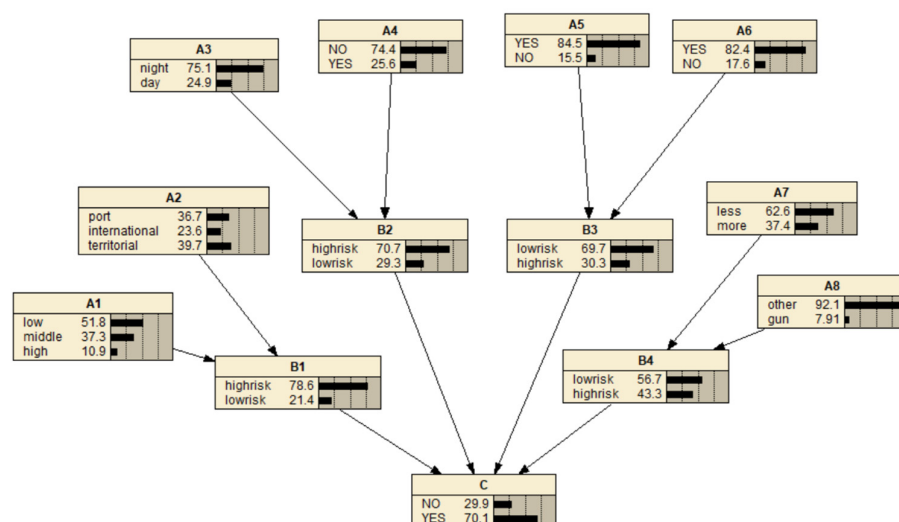 A3
night 75.1
day 24.9
A4
NO 74.4
YES 25.6
A5
YES 84.5
NO 15.5
A6
YES 82.4
NO 17.6
A2
port 36.7
international 23.6
territorial 39.7
B2
highrisk 70.7
lowrisk 29.3
B3
lowrisk 69.7
highrisk 30.3
A7
less 62.6
more 37.4
A1
low 51.8
middle 37.3
high 10.9
B1
highrisk 78.6
lowrisk 21.4
B4
lowrisk 56.7
highrisk 43.3
A8
other 92.1
gun 7.91
C
NO 29.9
YES 70.1